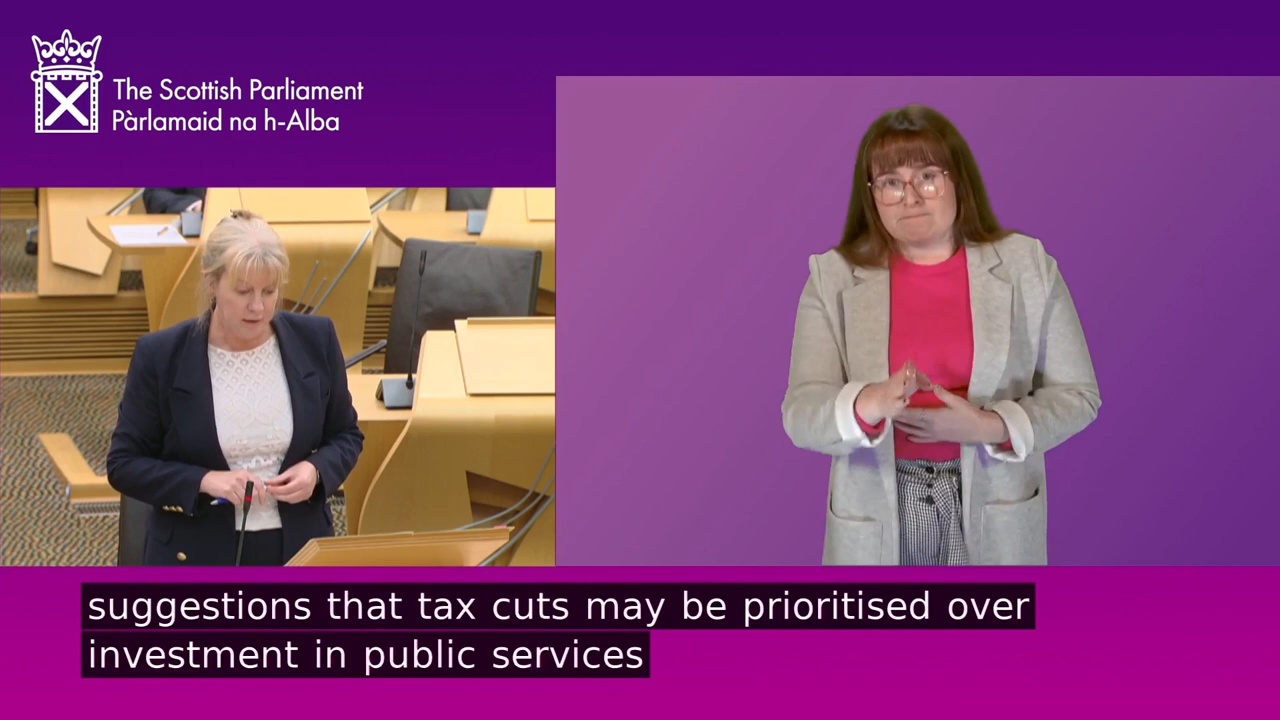 The Scottish Parliament
Pàrlamaid na h-Alba
suggestions that tax cuts may be prioritised over
investment in public services